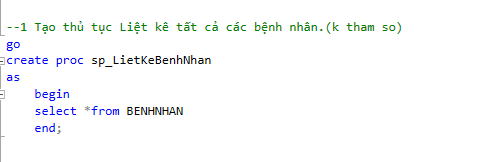 --1 Tạo thủ tục Liệt kê tất cả các bệnh nhân.(k tham so)
go
create proc sp_LietKeBenhNhan
as
begin
select *from BENHNHAN
end;